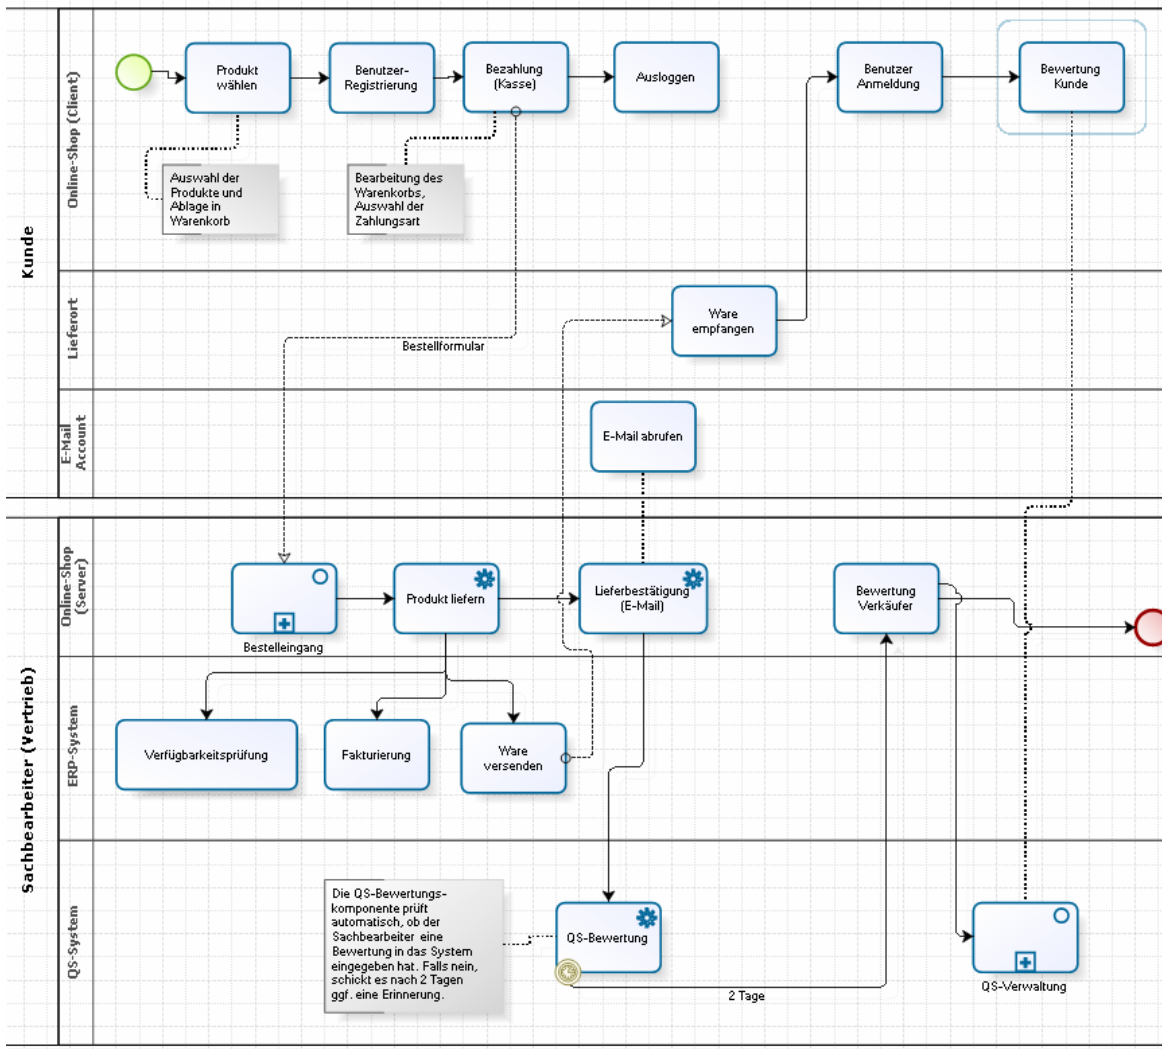 Kunde
Online-Shop (Client)
Produkt
wählen
Benutzer-
Registrierung
Bezahlung
(Kasse)
Ausloggen
Benutzer
Anmeldung
Bewertung
Kunde
Auswahl der
Produkte und
Ablage in
Warenkorb
Bearbeitung des
Warenkorbs,
Auswahl der
Zahlungsart
Lieferort
Ware
empfangen
Bestellformular
E-Mail
Account
E-Mail abrufen
Sachbearbeiter (Vertrieb)
Online-Shop
(Server)
Bestelleingang
Produkt liefern
Lieferbestätigung
(E-Mail)
Bewertung
Verkäufer
ERP-System
Verfügbarkeitsprüfung
Fakturierung
Ware
versenden
QS-System
Die QS-Bewertungs-
komponente prüft
automatisch, ob der
Sachbearbeiter eine
Bewertung in das System
eingegeben hat. Falls nein,
schickt es nach 2 Tagen
ggf. eine Erinnerung.
QS-Bewertung
2 Tage
QS-Verwaltung